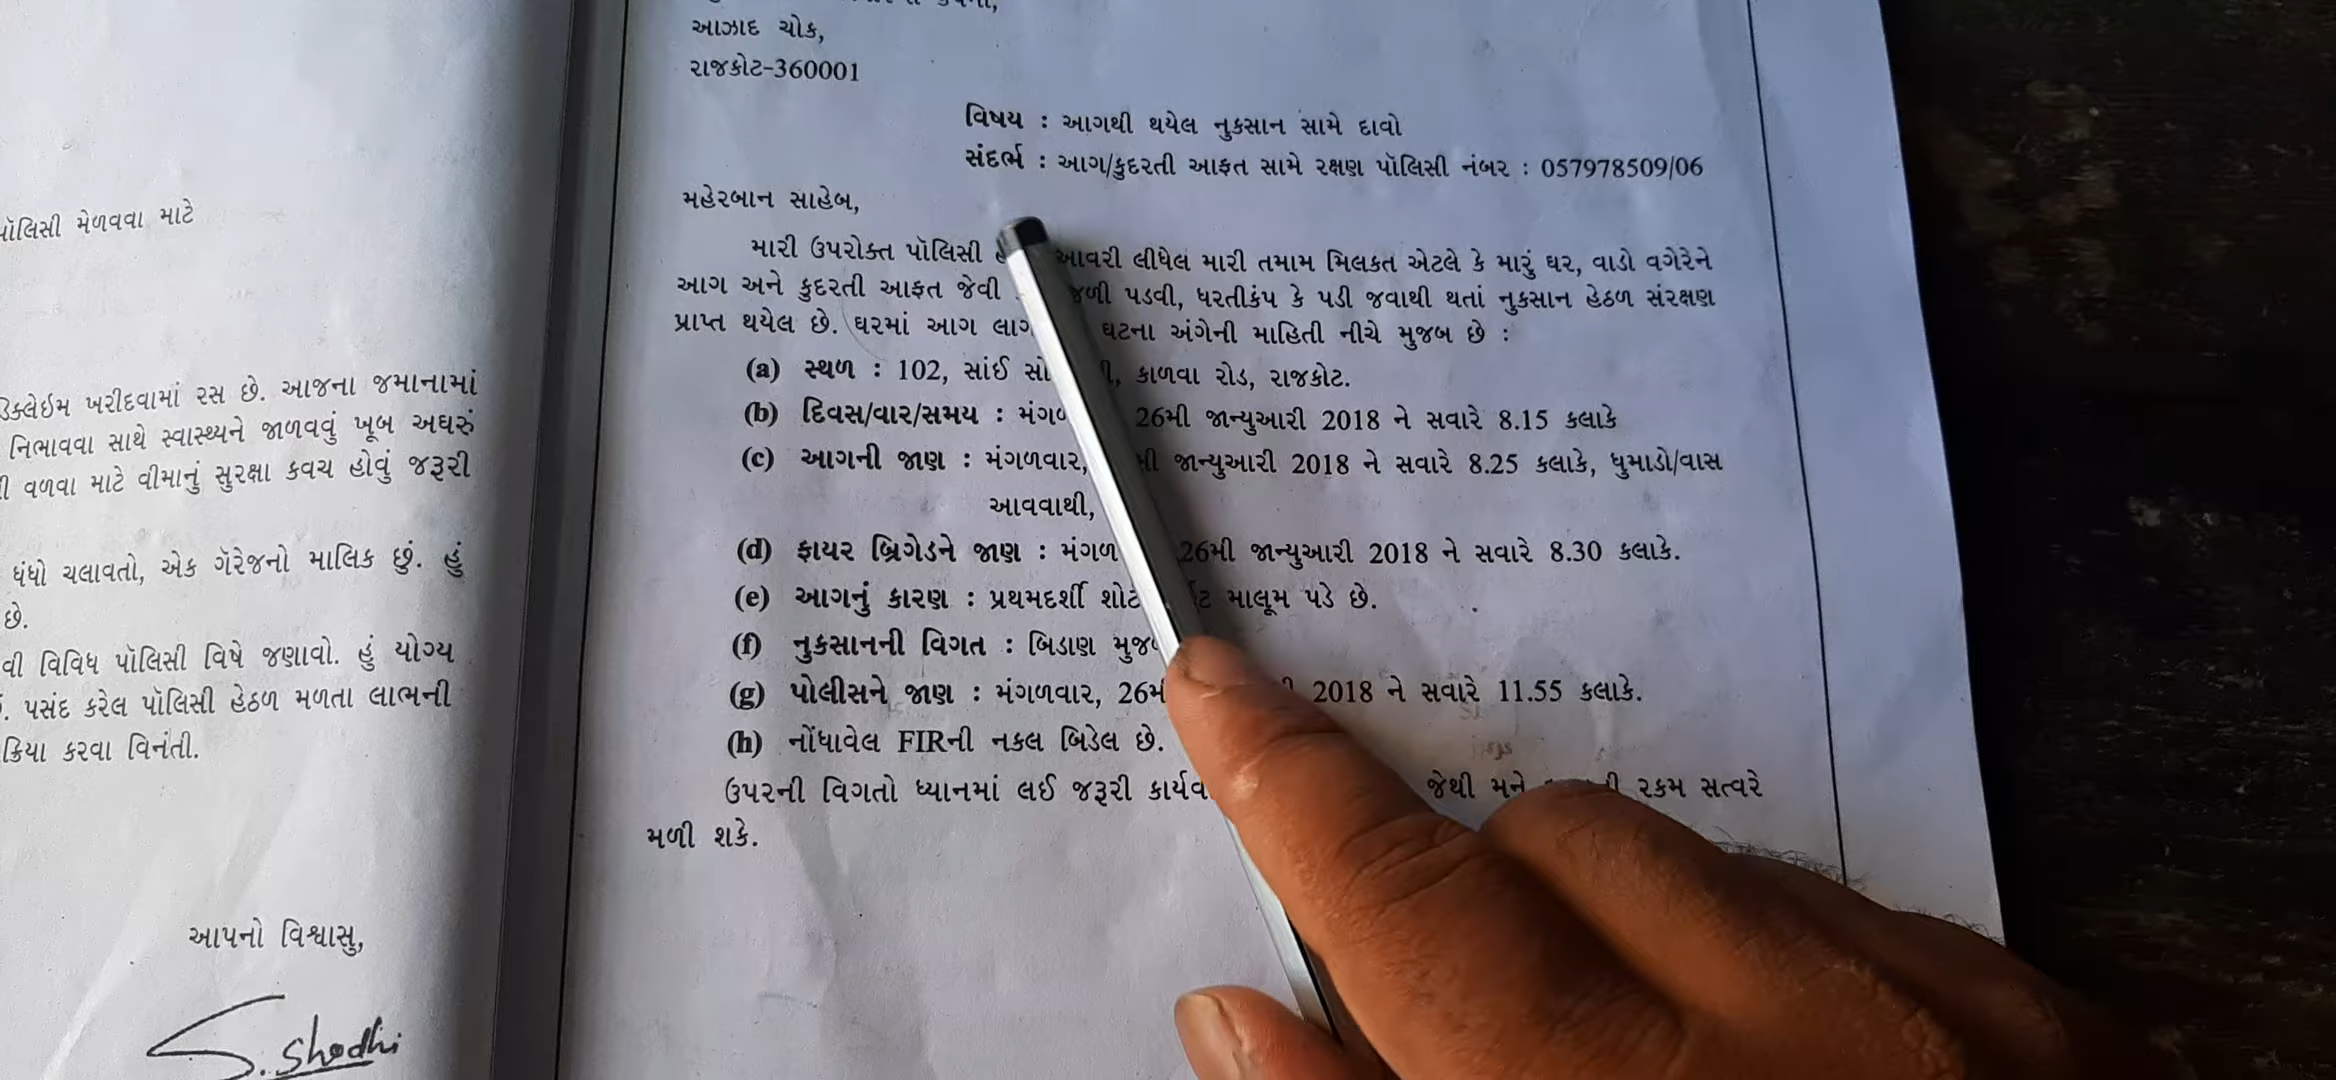 પૉલિસી મેળવવા માટે
ખરીદવામાં રસ છે. આજના જમાનામાં
નિભાવવા સાથે સ્વાસ્થ્યને જાળવવું ખૂબ અઘરું
વળવા માટે વીમાનું સુરક્ષા કવચ હોવું જરૂરી
ધંધો ચલાવતો, એક ગૅરેજનો માલિક છું. હું
છે.
વિવિધ પૉલિસી વિષે જણાવો. હું યોગ્ય
પસંદ કરેલ પૉલિસી હેઠળ મળતા લાભની
ક્રિયા કરવા વિનંતી.
આપનો વિશ્વાસુ,
S. Shodhi
આઝાદ ચોક,
રાજકોટ-360001
વિષય : આગથી થયેલ નુકસાન સામે દાવો
સંદર્ભ : આગ/કુદરતી આફત સામે રક્ષણ પૉલિસી નંબર : 057978509/06
મહેરબાન સાહેબ,
મારી ઉપરોક્ત પૉલિસી આવરી લીધેલ મારી તમામ મિલકત એટલે કે મારું ઘર, વાડો વગેરેને
આગ અને કુદરતી આફત જેવી પડવી, ધરતીકંપ કે પડી જવાથી થતાં નુકસાન હેઠળ સંરક્ષણ
પ્રાપ્ત થયેલ છે. ઘરમાં આગ ઘટના અંગેની માહિતી નીચે મુજબ છે :
(a) સ્થળ : 102, સાંઈ કાળવા રોડ, રાજકોટ.
(b) દિવસ/વાર/સમય : 26મી જાન્યુઆરી 2018 ને સવારે 8.15 કલાકે
(c) આગની જાણ : મંગળવાર, જાન્યુઆરી 2018 ને સવારે 8.25 કલાકે, ધુમાડો/વાસ
આવવાથી,
(d) ફાયર બ્રિગેડને જાણ : 26મી જાન્યુઆરી 2018 ને સવારે 8.30 કલાકે.
(e) આગનું કારણ : પ્રથમદર્શી માલૂમ પડે છે.
(f) નુકસાનની વિગત : બિડાણ
(g) પોલીસને જાણ : મંગળવાર, 2018 ને સવારે 11.55 કલાકે.
(h) નોંધાવેલ FIRની નકલ બિડેલ છે.
ઉપરની વિગતો ધ્યાનમાં લઈ જરૂરી જેથી મને રકમ સત્વરે
મળી શકે.